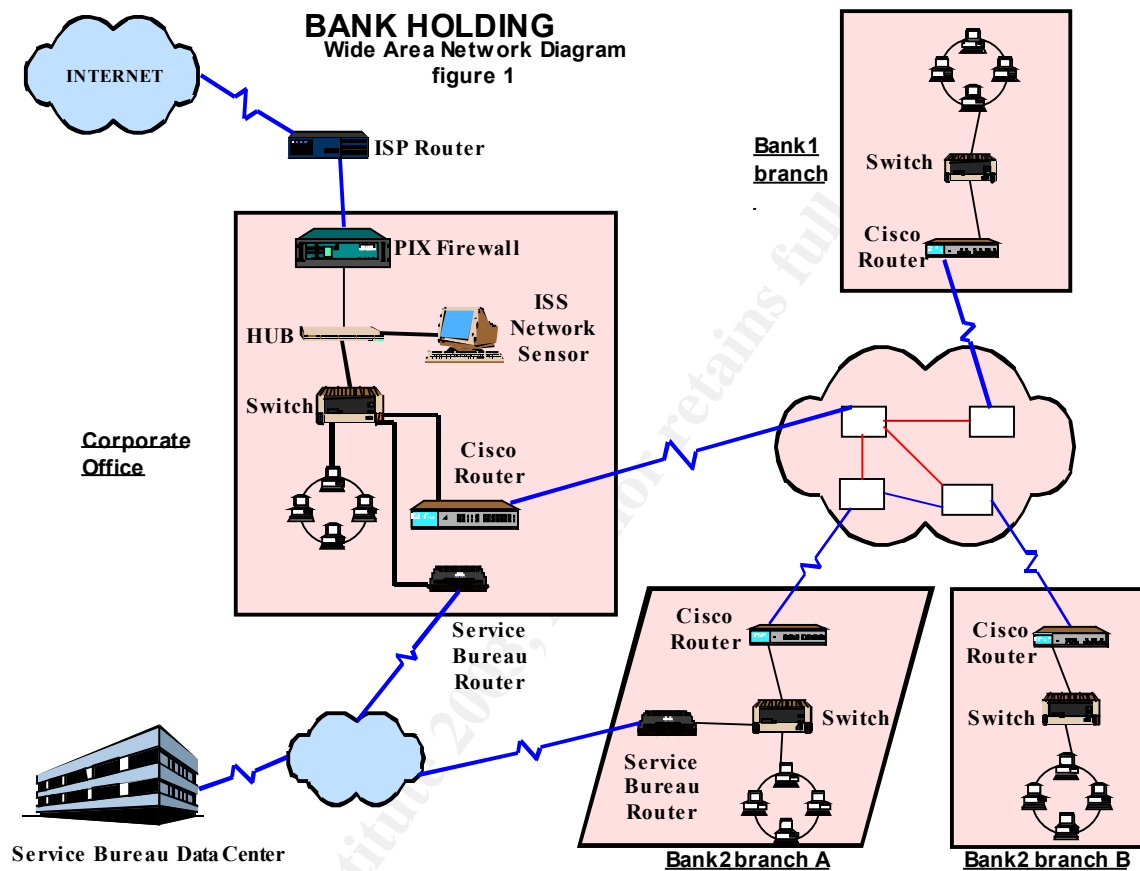 BANK HOLDING
Wide Area Network Diagram
figure 1
INTERNET
ISP Router
PIX Firewall
HUB
ISS
Network
Sensor
Switch
Cisco
Router
Corporate
Office
Service
Bureau
Router
Service Bureau Data Center
Bank1
branch
.
Switch
Cisco
Router
Cisco
Router
Switch
Service
Bureau
Router
Bank2 branch A
Cisco
Router
Switch
Bank2 branch B
retains full